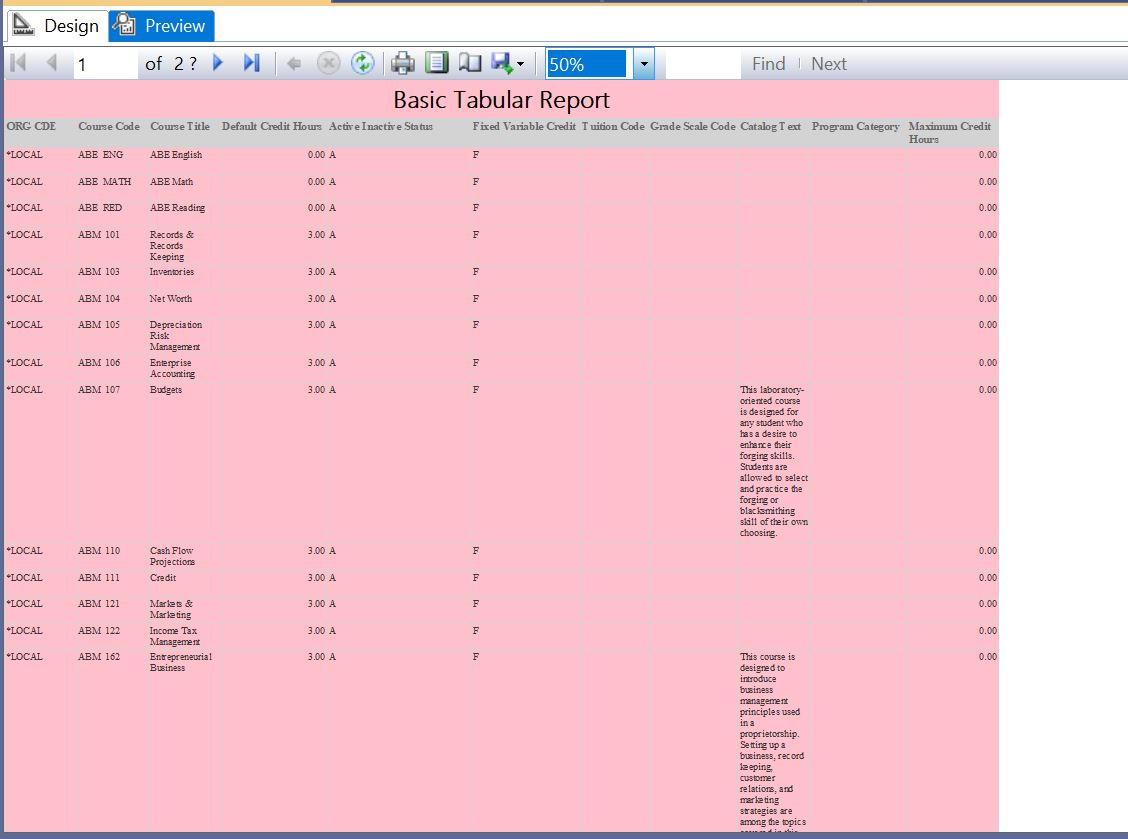 Design Preview
1 of 2 ? 50% Find Next
Basic Tabular Report
ORG CDE Course Code Course Title Default Credit Hours Active Inactive Status Fixed Variable Credit Tuition Code Grade Scale Code Catalog Text Program Category Maximum Credit
Hours
*LOCAL ABE ENG ABE English 0.00 A F 0.00
*LOCAL ABE MATH ABE Math 0.00 A F 0.00
*LOCAL ABE RED ABE Reading 0.00 A F 0.00
*LOCAL ABM 101 Records & 3.00 A F 0.00
Records
Keeping
*LOCAL ABM 103 Inventories 3.00 A F 0.00
*LOCAL ABM 104 Net Worth 3.00 A F 0.00
*LOCAL ABM 105 Depreciation 3.00 A F 0.00
Risk
Management
*LOCAL ABM 106 Enterprise 3.00 A F 0.00
Accounting
*LOCAL ABM 107 Budgets 3.00 A F This laboratory- 0.00
oriented course
is designed for
any student who
has a desire to
enhance their
forging skills.
Students are
allowed to select
and practice the
forging or
blacksmithing
skill of their own
choosing.
*LOCAL ABM 110 Cash Flow 3.00 A F 0.00
Projections
*LOCAL ABM 111 Credit 3.00 A F 0.00
*LOCAL ABM 121 Markets & 3.00 A F 0.00
Marketing
*LOCAL ABM 122 Income Tax 3.00 A F 0.00
Management
*LOCAL ABM 162 Entrepreneurial 3.00 A F This course is 0.00
Business designed to
introduce
business
management
principles used
in a
proprietorship.
Setting up a
business, record
keeping,
customer
relations, and
marketing
strategies are
among the topics